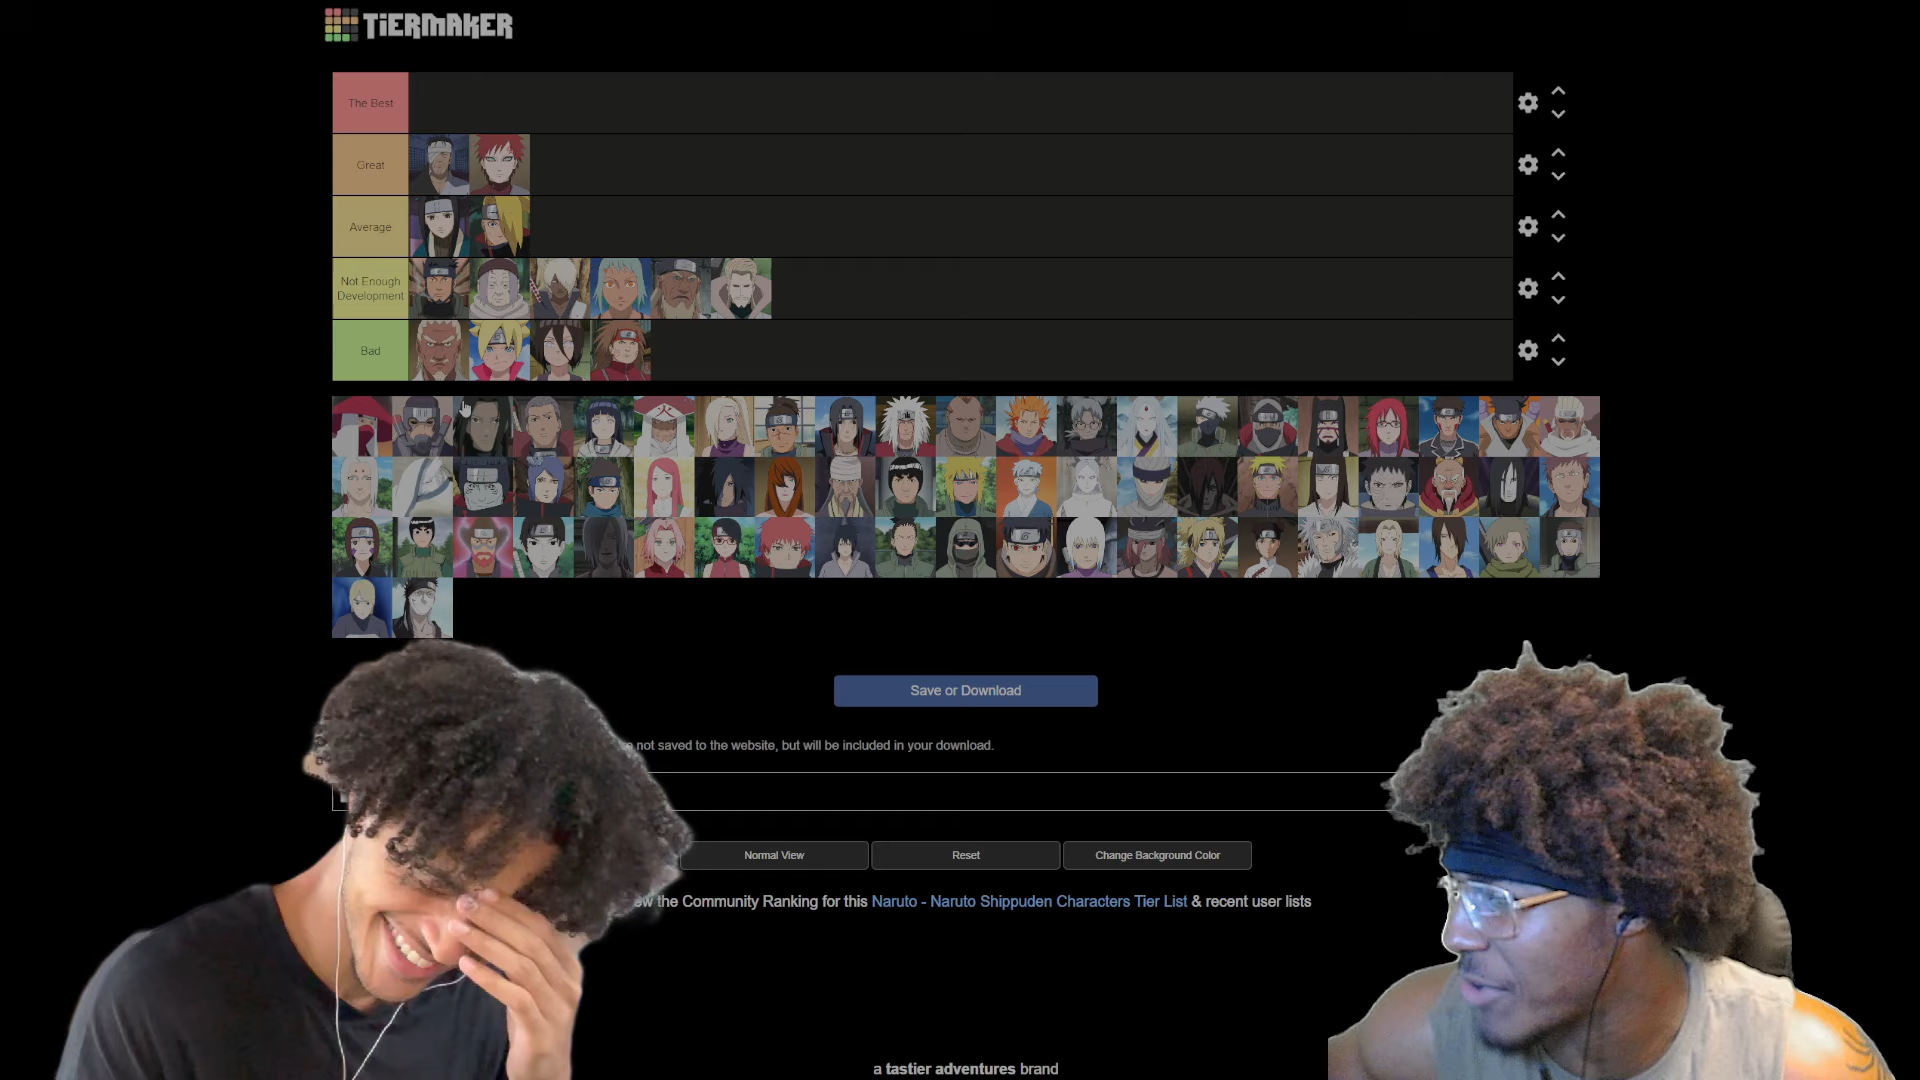 TiERMAKER
The Best
Great
Average
Not Enough
Development
Bad
Save or Download
not saved to the website, but will be included in your download.
Normal View
Reset
Change Background Color
the Community Ranking for this Naruto - Naruto Shippuden Characters Tier List & recent user lists
a tastier adventures brand